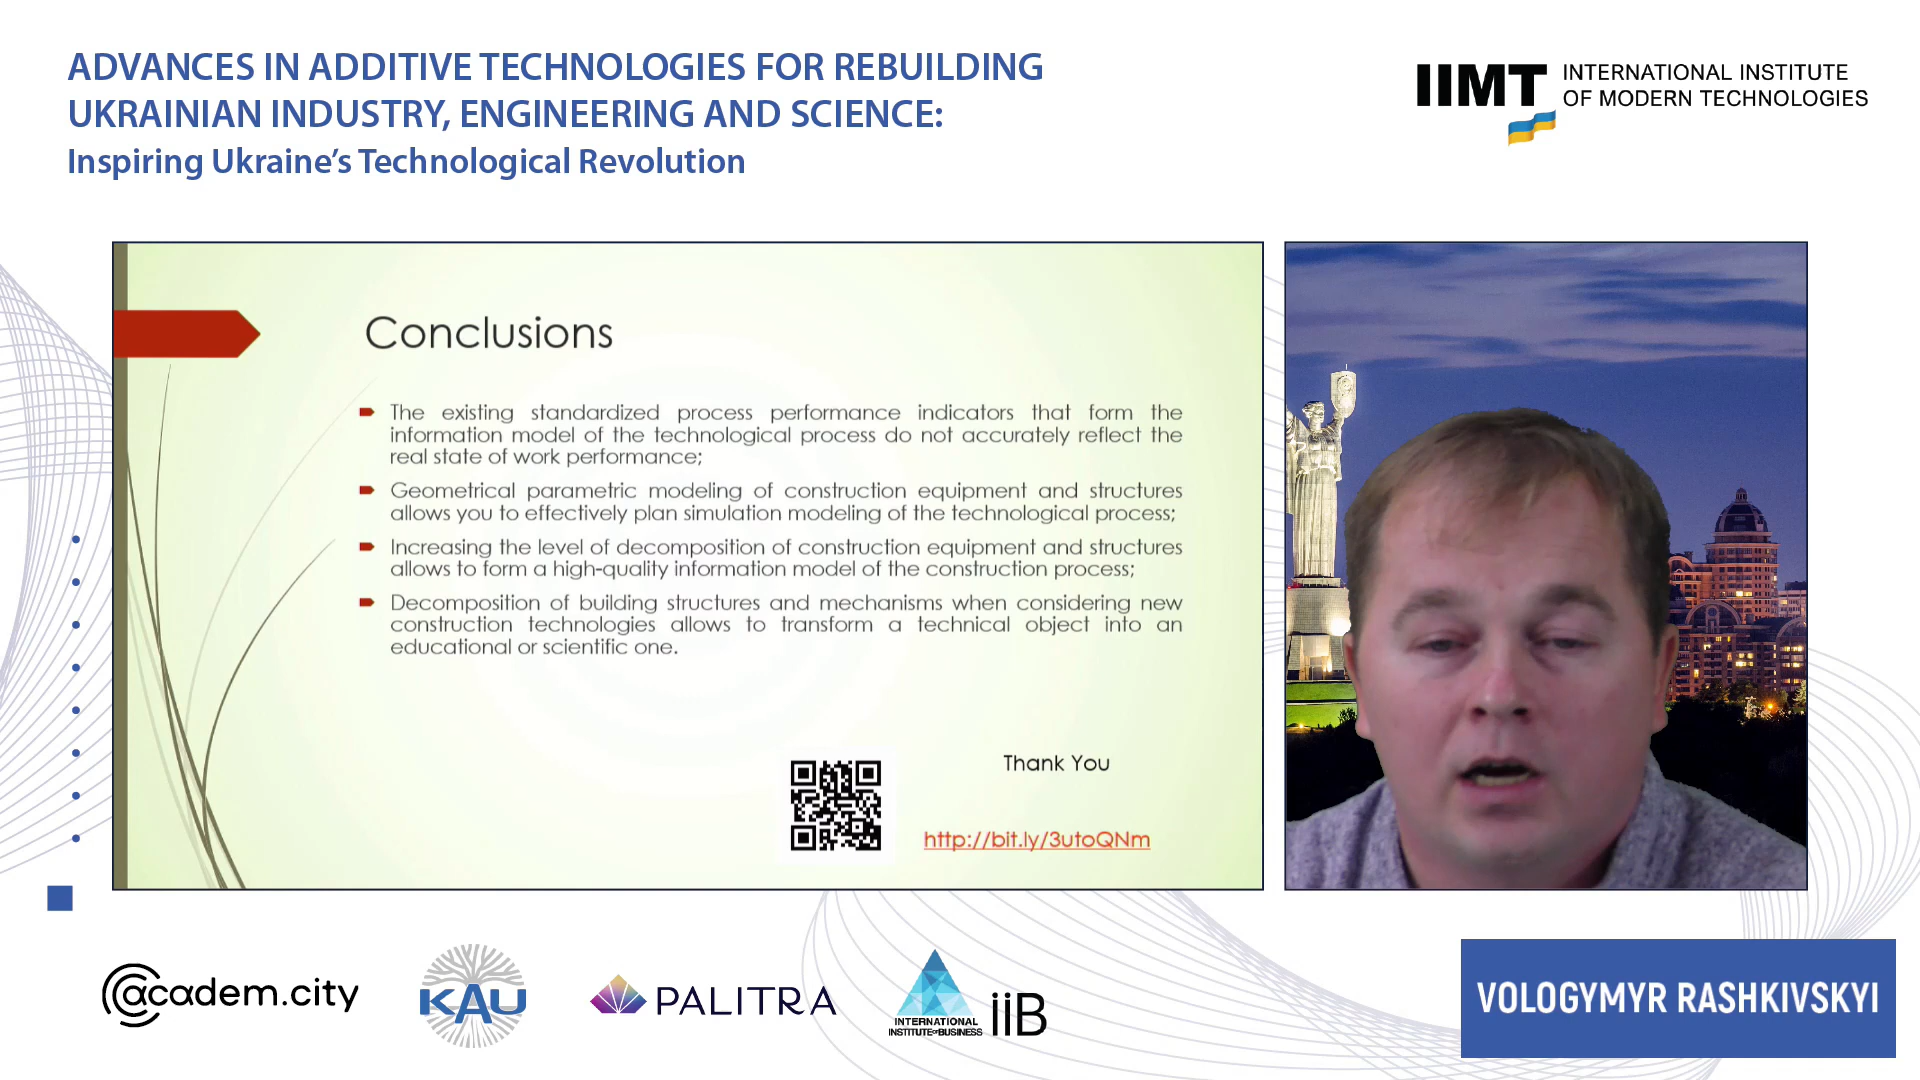 ADVANCES IN ADDITIVE TECHNOLOGIES FOR REBUILDING
UKRAINIAN INDUSTRY, ENGINEERING AND SCIENCE:
Inspiring Ukraine's Technological Revolution
IIMT
INTERNATIONAL INSTITUTE
OF MODERN TECHNOLOGIES
Conclusions
The existing standardized process performance indicators that form the
information model of the technological process do not accurately reflect the
real state of work performance;
Geometrical parametric modeling of construction equipment and structures
allows you to effectively plan simulation modeling of the technological process;
Increasing the level of decomposition of construction equipment and structures
allows to form a high-quality information model of the construction process;
Decomposition of building structures and mechanisms when considering new
construction technologies allows to transform a technical object into an
educational or scientific one.
Thank You
http://bit.ly/3utoQNm
@cadem.city
KAU
PALITRA
INTERNATIONAL
INSTITUTE OF BUSINESS
iiB
VOLOGYMYR RASHKIVSKYI